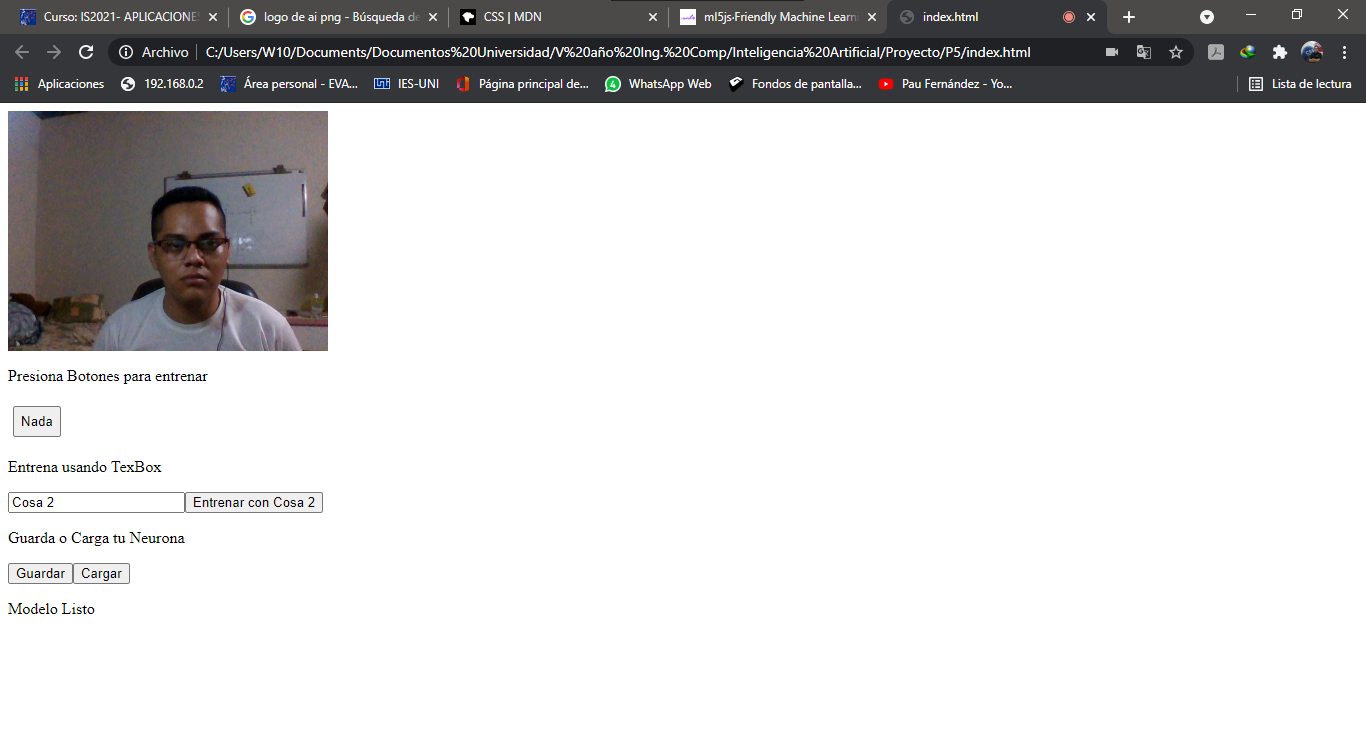 Curso: IS2021- APLICACIONES
logo de ai png - Búsqueda de
CSS | MDN
ml5js·Friendly Machine Learni
index.html
Archivo
C:/Users/W10/Documents/Documentos%20Universidad/V%20año%20Ing.%20Comp/Inteligencia%20Artificial/Proyecto/P5/index.html
Aplicaciones
192.168.0.2
Área personal - EVA...
IES-UNI
Página principal de...
4
WhatsApp Web
Fondos de pantalla...
Pau Fernández - Yo...
Lista de lectura
Presiona Botones para entrenar
Nada
Entrena usando TexBox
Cosa 2
Entrenar con Cosa 2
Guarda o Carga tu Neurona
Guardar
Cargar
Modelo Listo